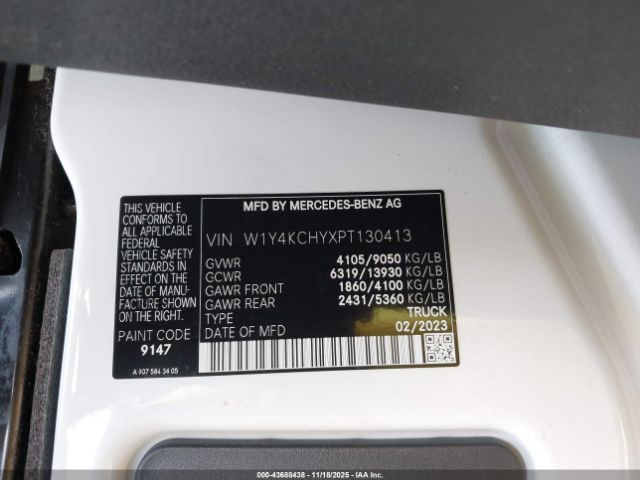 MFD BY MERCEDES-BENZ AG
THIS VEHICLE
CONFORMS TO
ALL APPLICABLE
FEDERAL
VEHICLE SAFETY
STANDARDS IN
EFFECT ON THE
DATE OF MANU-
FACTURE SHOWN
ON THE RIGHT.
PAINT CODE
9147
A 907 584 34 05
VIN W1Y4KCHYXPT130413
GVWR 4105/9050 KG/LB
GCWR 6319/13930 KG/LB
GAWR FRONT 1860/4100 KG/LB
GAWR REAR 2431/5360 KG/LB
TYPE TRUCK
DATE OF MFD 02/2023
000-43688438 - 11/18/2025 - IAA Inc.